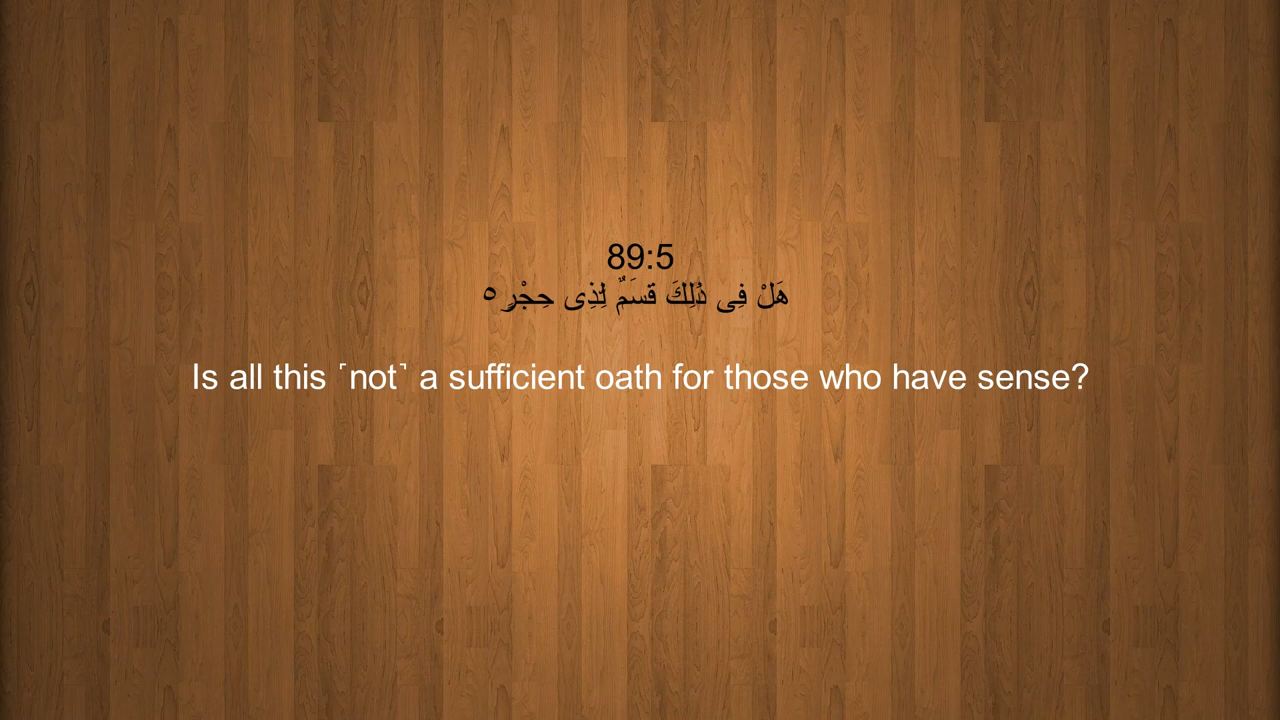 89:5
هَلْ فِى ذَٰلِكَ قَسَمٌ لِّذِى حِجْرٍ ٥
Is all this ˹not˺ a sufficient oath for those who have sense?